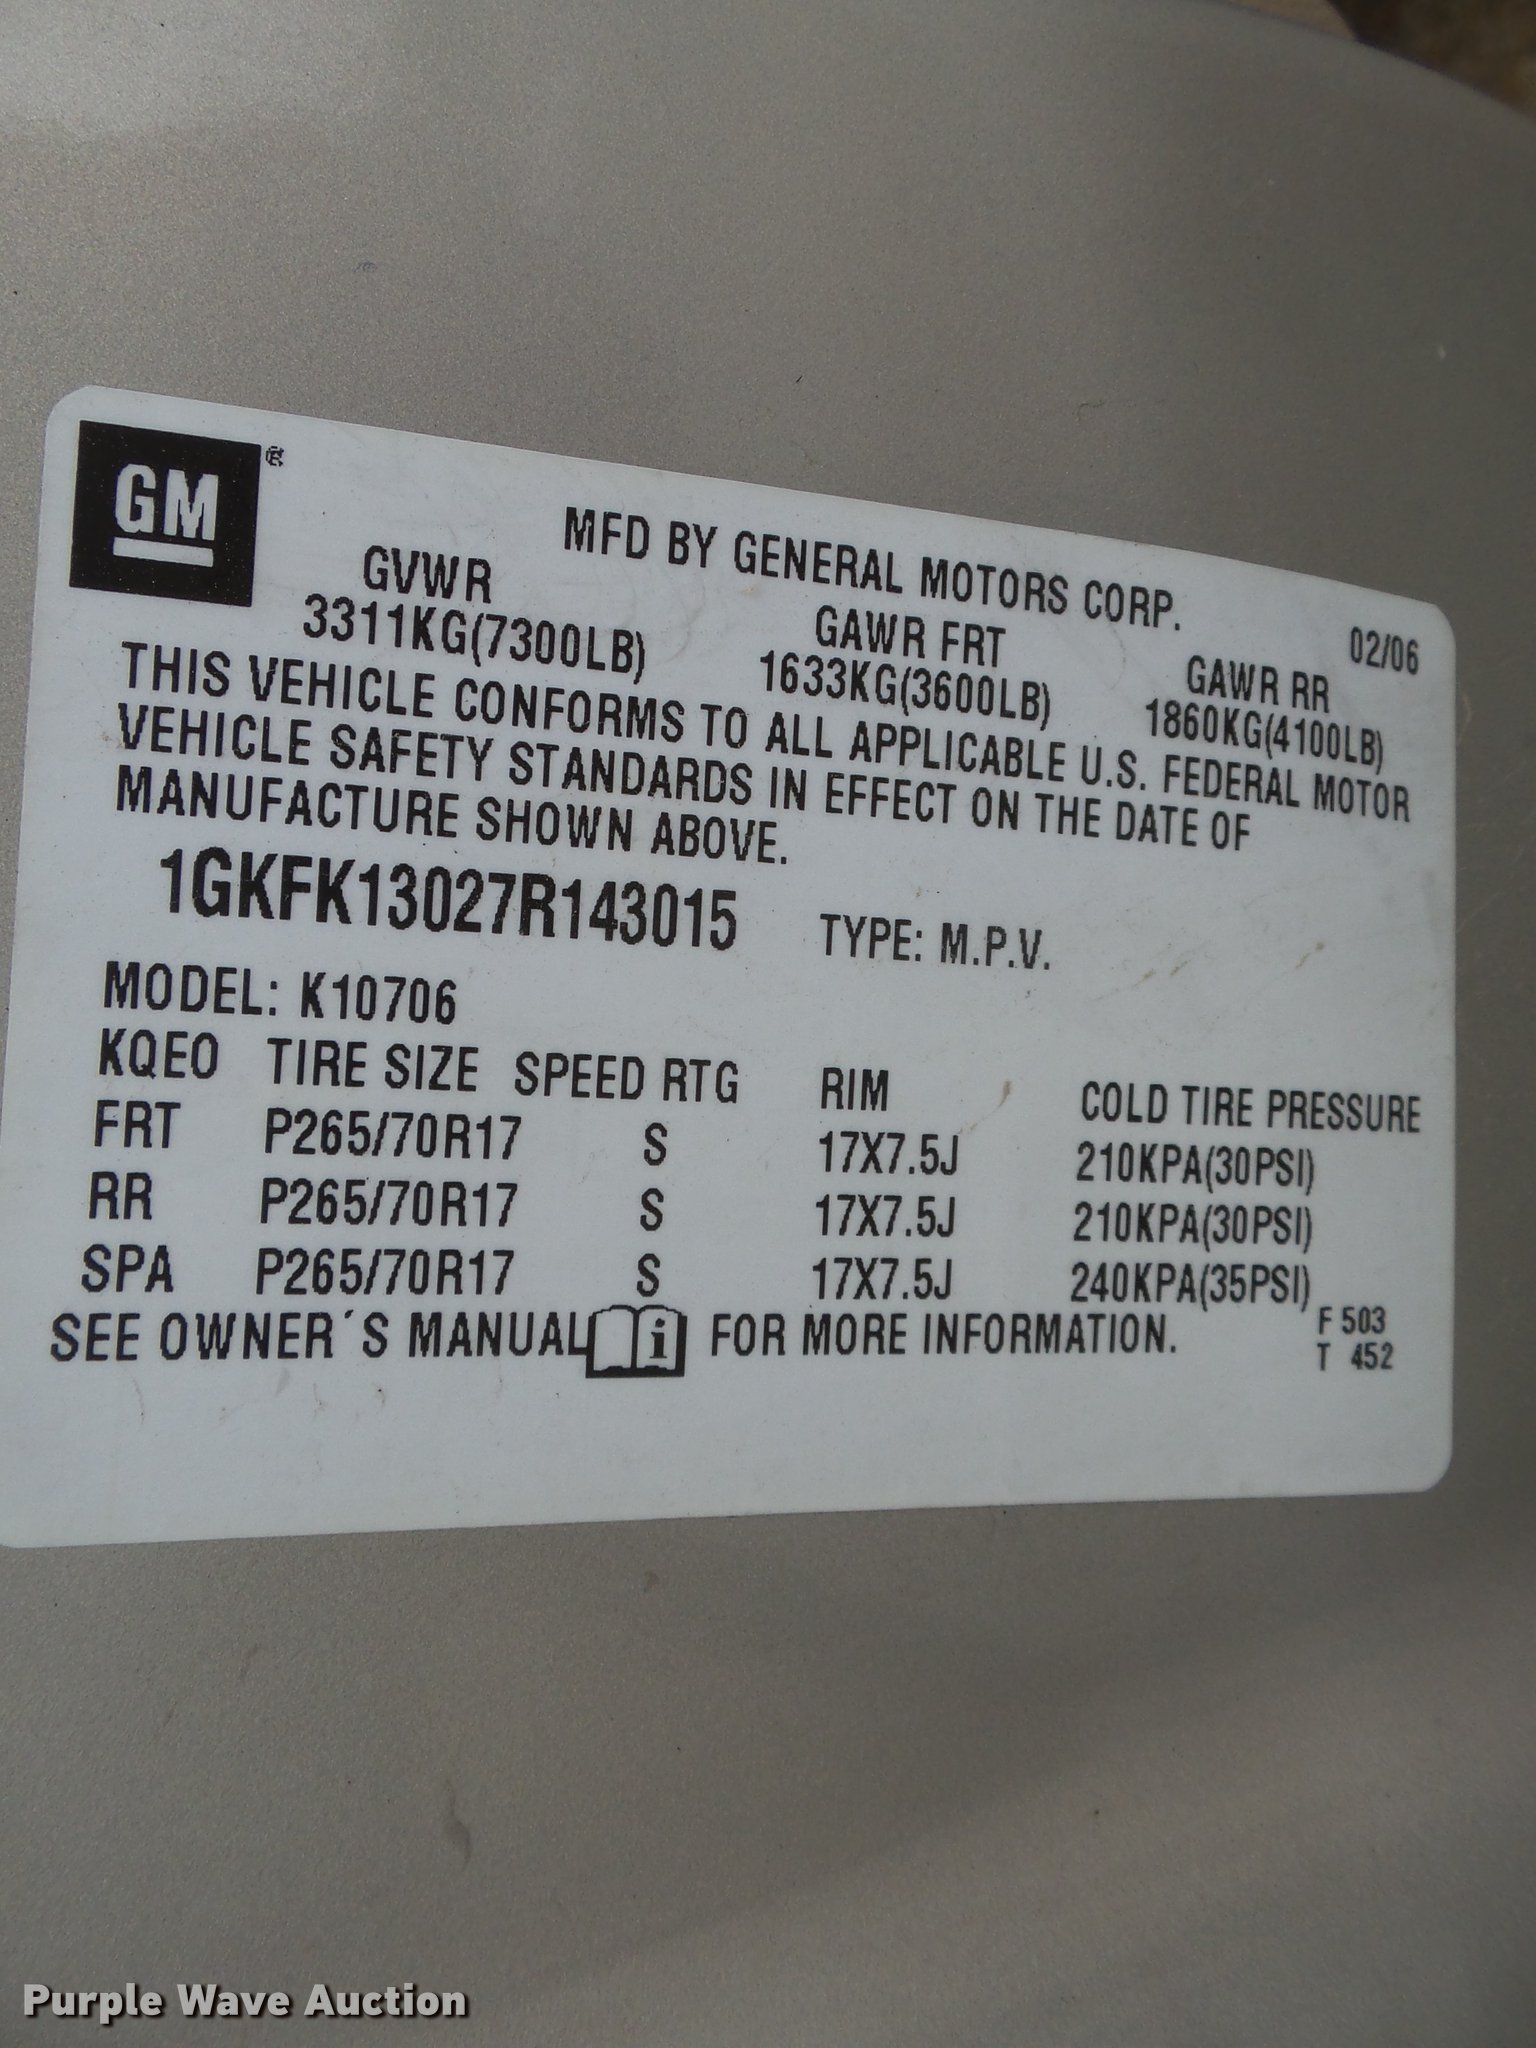 GM ®
MFD BY GENERAL MOTORS CORP.
02/06
GVWR GAWR FRT GAWR RR
3311KG(7300LB) 1633KG(3600LB) 1860KG(4100LB)
THIS VEHICLE CONFORMS TO ALL APPLICABLE U.S. FEDERAL MOTOR
VEHICLE SAFETY STANDARDS IN EFFECT ON THE DATE OF
MANUFACTURE SHOWN ABOVE.
1GKFK13027R143015 TYPE: M.P.V.
MODEL: K10706
KQEO TIRE SIZE SPEED RTG RIM COLD TIRE PRESSURE
FRT P265/70R17 S 17X7.5J 210KPA(30PSI)
RR P265/70R17 S 17X7.5J 210KPA(30PSI)
SPA P265/70R17 S 17X7.5J 240KPA(35PSI)
SEE OWNER´S MANUAL i FOR MORE INFORMATION.
F 503
T 452
Purple Wave Auction